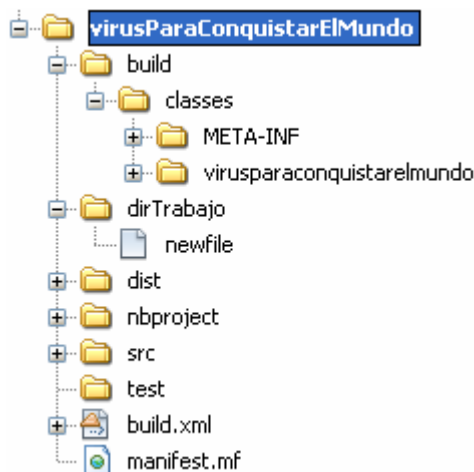 virusParaConquistarElMundo
build
classes
META-INF
virusparaconquistarelmundo
dirTrabajo
newfile
dist
nbproject
src
test
build.xml
manifest.mf